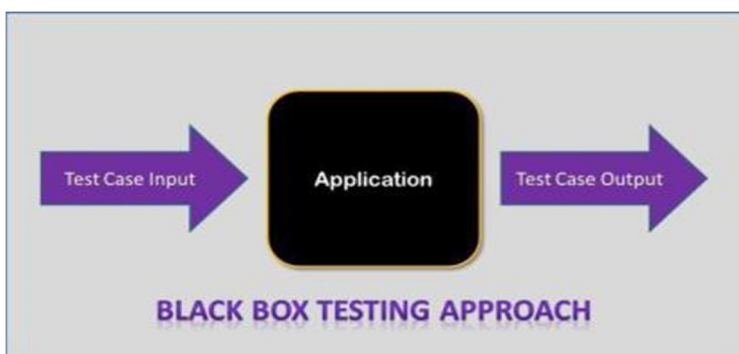 Test Case Input
Application
Test Case Output
BLACK BOX TESTING APPROACH